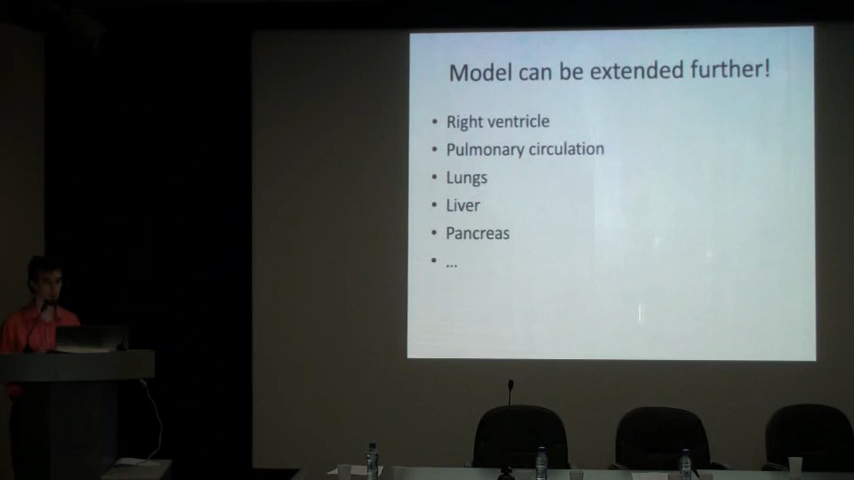 Model can be extended further!
• Right ventricle
• Pulmonary circulation
• Lungs
• Liver
• Pancreas
• ...